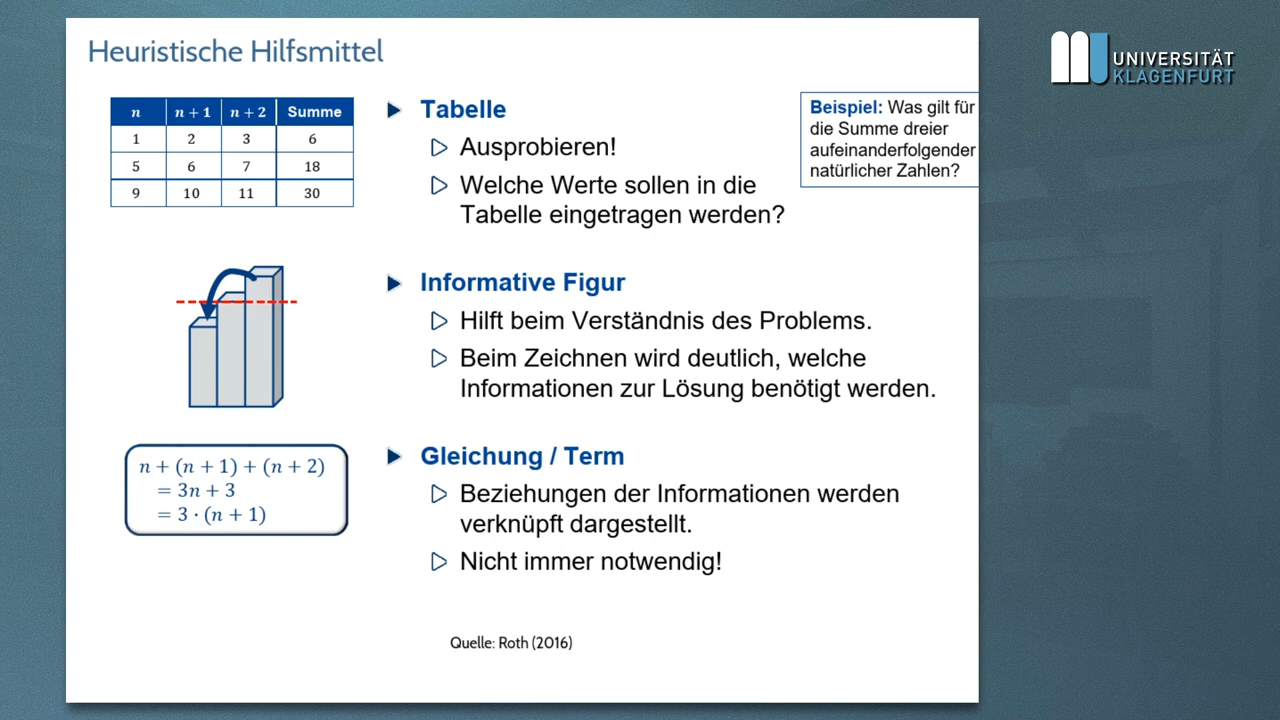 Heuristische Hilfsmittel
UNIVERSITÄT
KLAGENFURT
n n + 1 n + 2 Summe
1 2 3 6
5 6 7 18
9 10 11 30
Tabelle
Ausprobieren!
Welche Werte sollen in die
Tabelle eingetragen werden?
Beispiel: Was gilt für
die Summe dreier
aufeinanderfolgender
natürlicher Zahlen?
Informative Figur
Hilft beim Verständnis des Problems.
Beim Zeichnen wird deutlich, welche
Informationen zur Lösung benötigt werden.
n + (n + 1) + (n + 2)
= 3n + 3
= 3 · (n + 1)
Gleichung / Term
Beziehungen der Informationen werden
verknüpft dargestellt.
Nicht immer notwendig!
Quelle: Roth (2016)